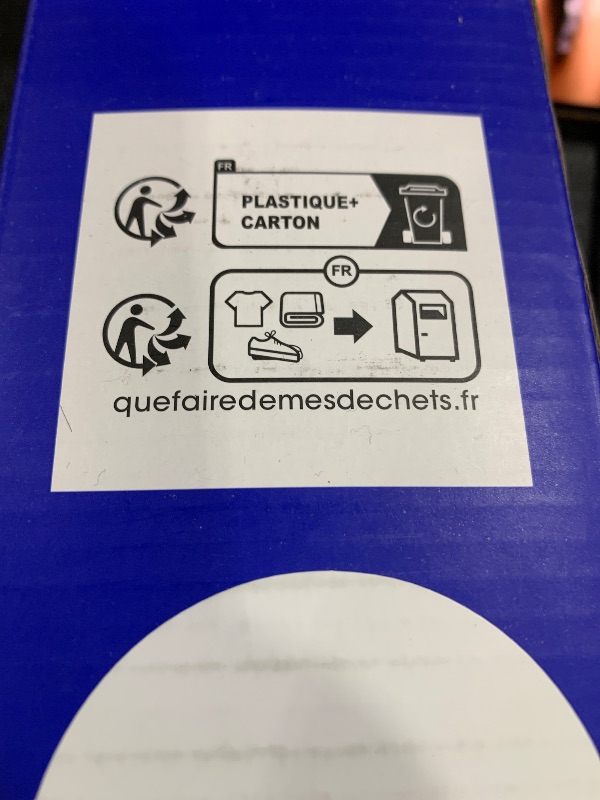 FR
PLASTIQUE+
CARTON
FR
quefairedemesdechets.fr